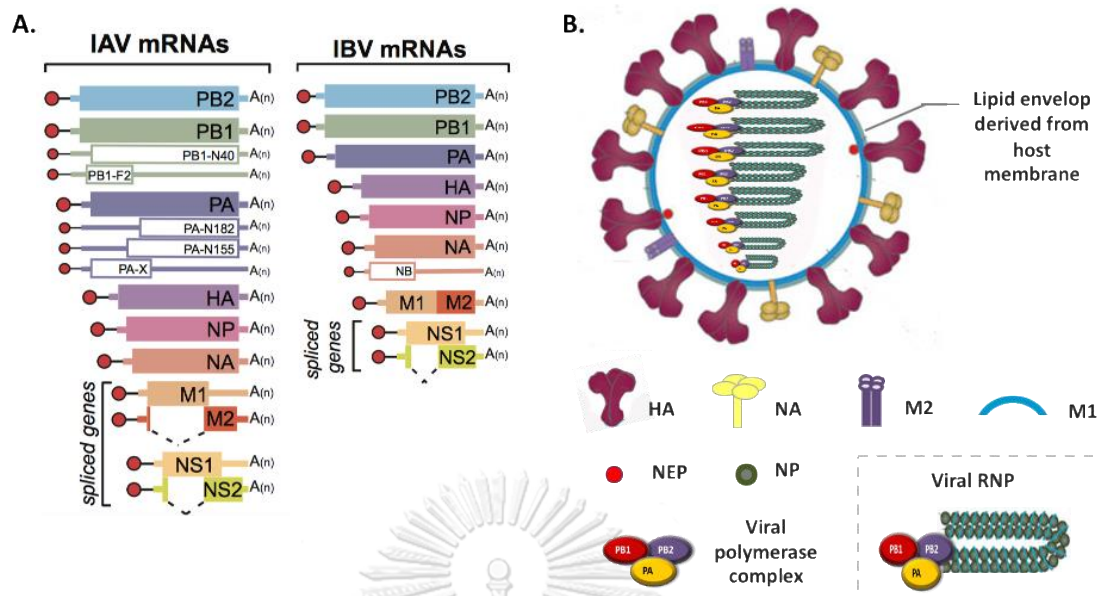 A.
IAV mRNAs
PB2 A(n)
PB1 A(n)
PB1-N40 A(n)
PB1-F2 A(n)
PA A(n)
PA-N182 A(n)
PA-N155 A(n)
PA-X A(n)
HA A(n)
NP A(n)
NA A(n)
spliced genes
M1 A(n)
M2 A(n)
NS1 A(n)
NS2 A(n)
IBV mRNAs
PB2 A(n)
PB1 A(n)
PA A(n)
HA A(n)
NP A(n)
NA A(n)
NB A(n)
M1 M2 A(n)
spliced
genes
NS1 A(n)
NS2 A(n)
B.
Lipid envelop
derived from
host
membrane
HA
NA
M2
M1
NEP
NP
PB1 PB2
PA
Viral
polymerase
complex
Viral RNP
PB1 PB2
PA